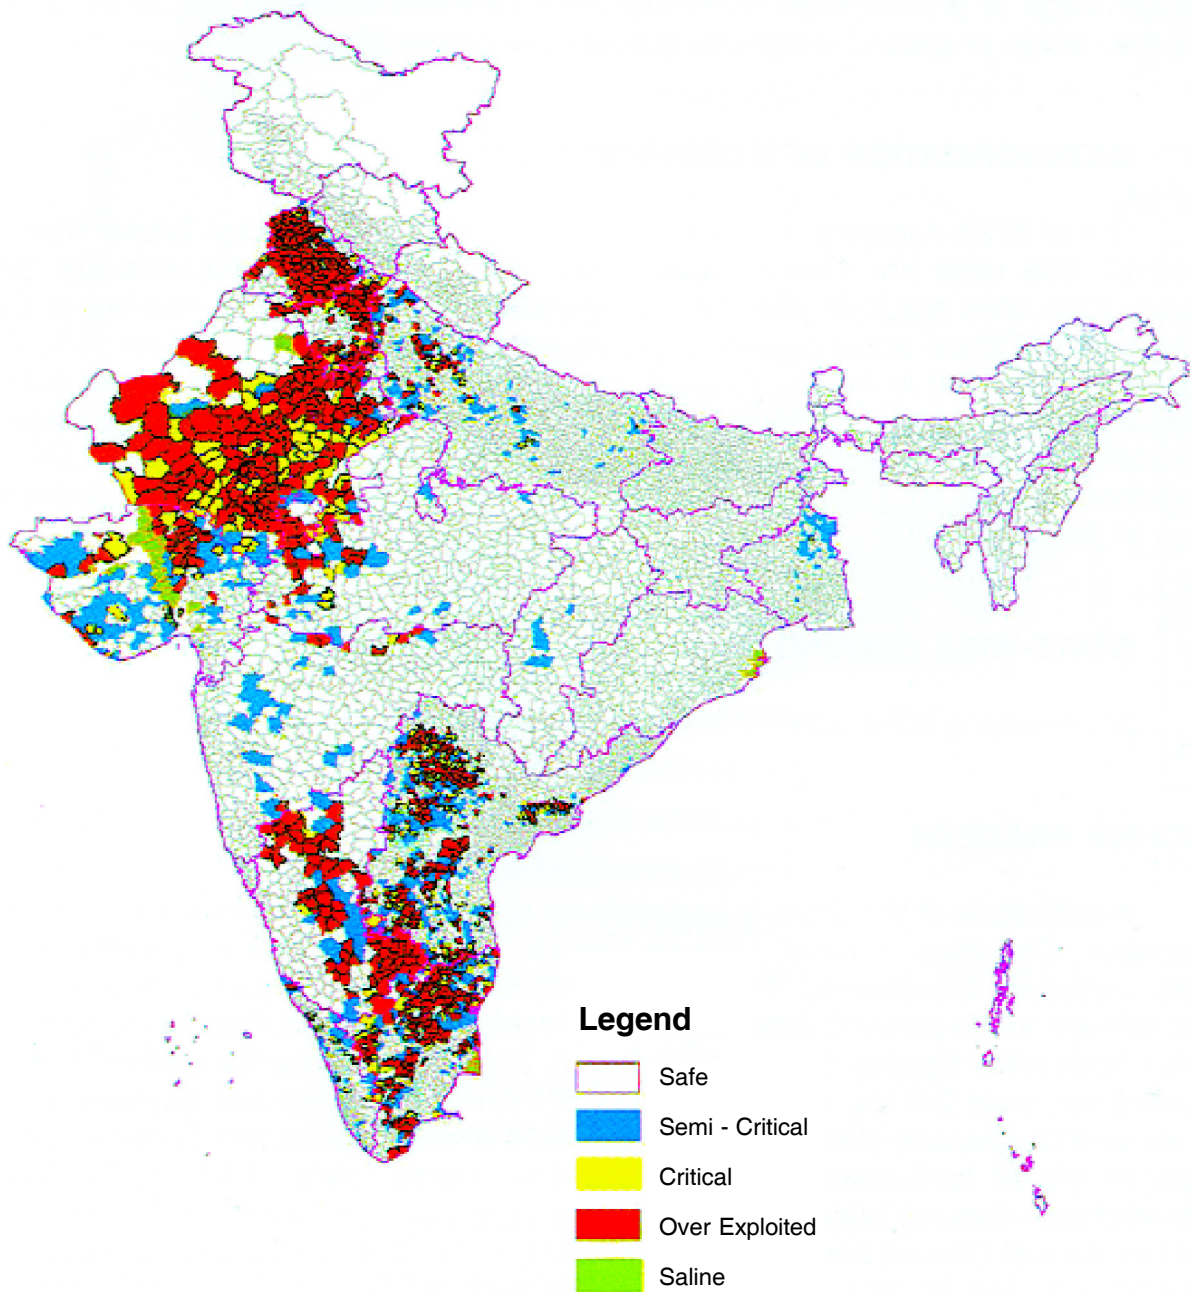 Legend
Safe
Semi - Critical
Critical
Over Exploited
Saline